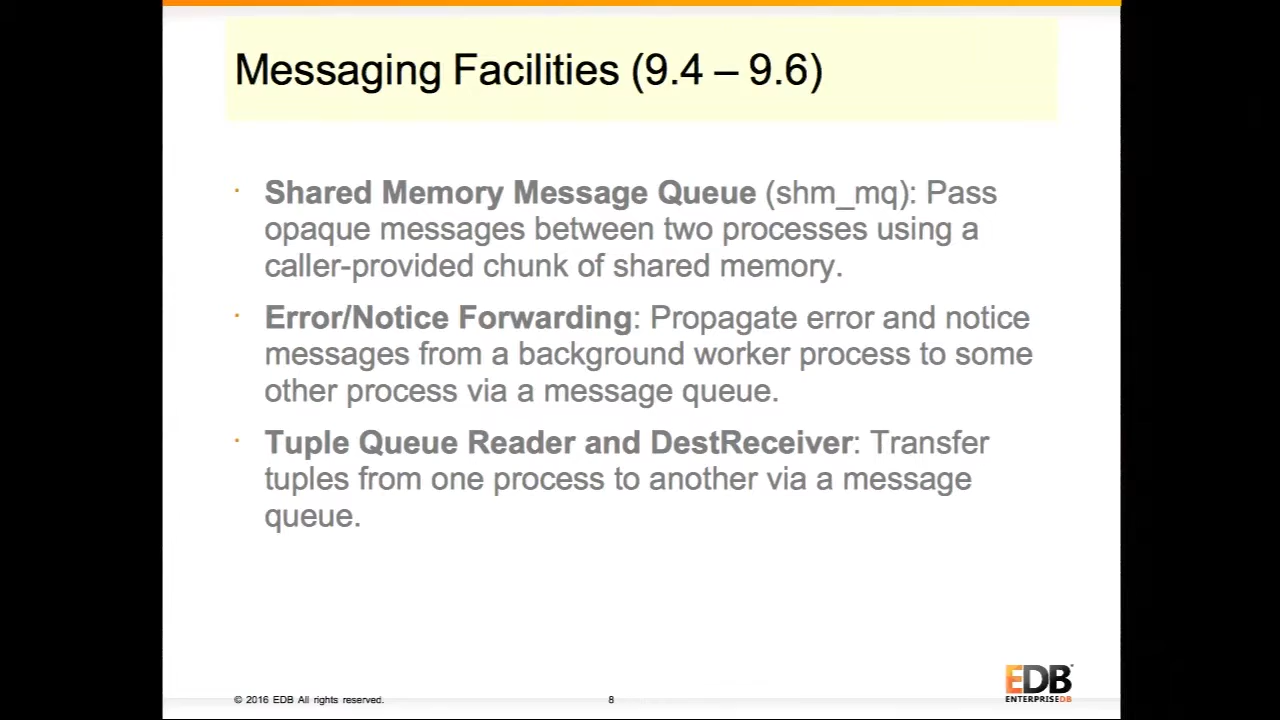 Messaging Facilities (9.4 – 9.6)
· Shared Memory Message Queue (shm_mq): Pass
opaque messages between two processes using a
caller-provided chunk of shared memory.
· Error/Notice Forwarding: Propagate error and notice
messages from a background worker process to some
other process via a message queue.
· Tuple Queue Reader and DestReceiver: Transfer
tuples from one process to another via a message
queue.
© 2016 EDB All rights reserved.
8
EDB
ENTERPRISEDB